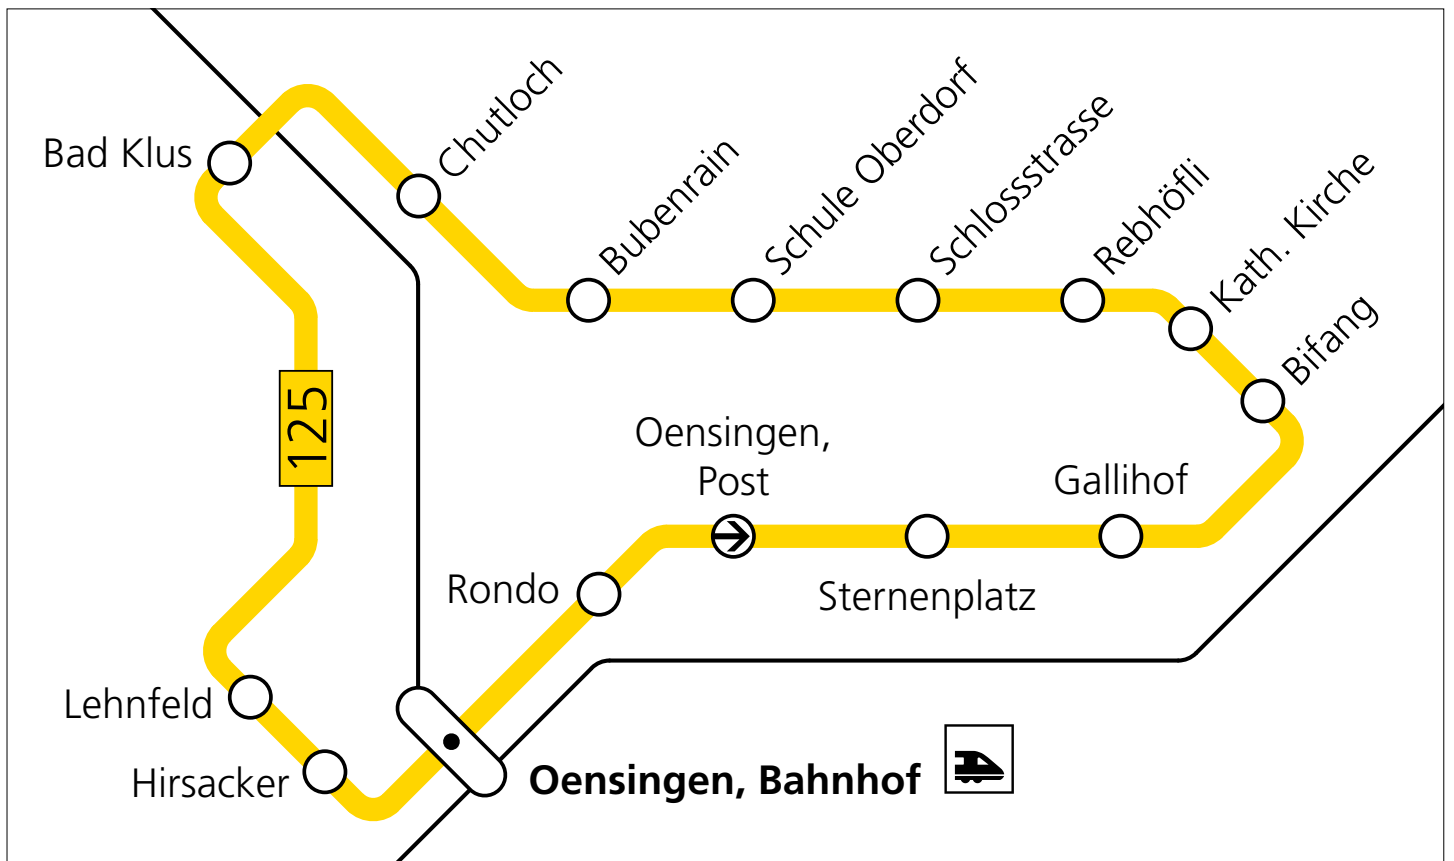 Chutloch
Bad Klus
Bubenrain
Schule Oberdorf
Schlossstrasse
Rebhöfli
Kath. Kirche
Bifang
125
Oensingen,
Post
Gallihof
Rondo
Sternenplatz
Lehnfeld
Hirsacker
Oensingen, Bahnhof